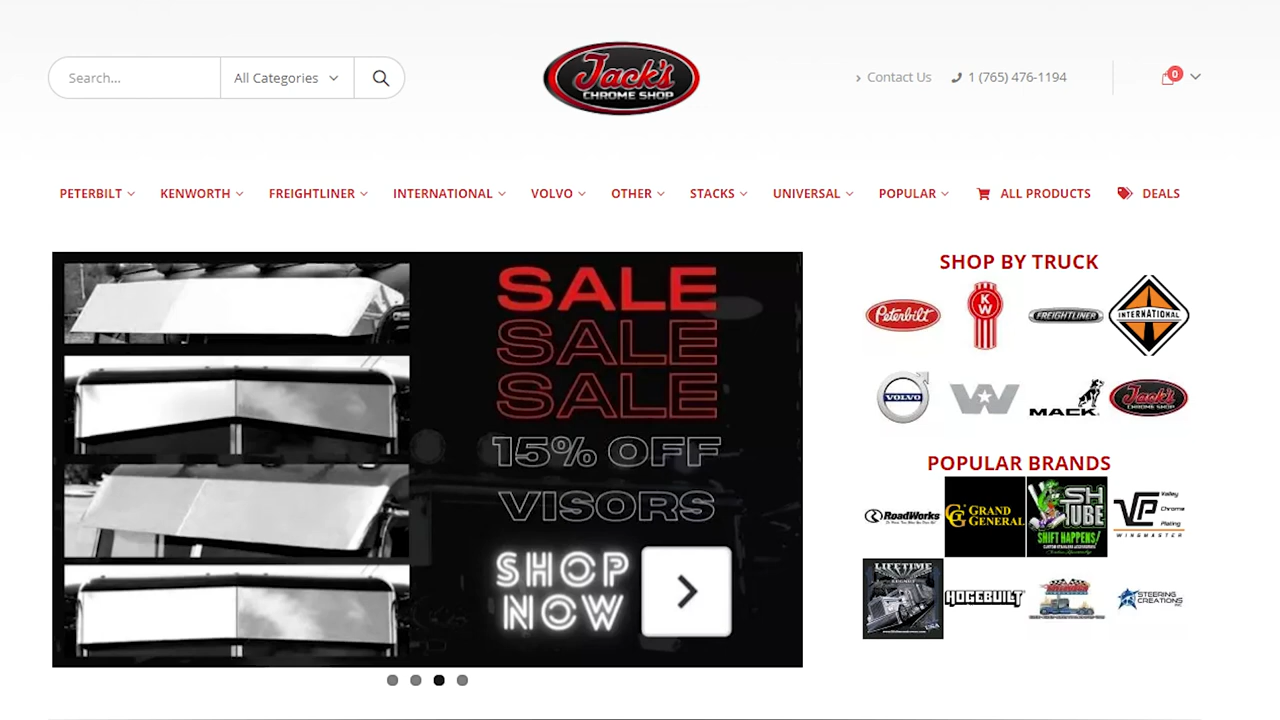 Search...
All Categories
Jack's
CHROME SHOP
Contact Us
1 (765) 476-1194
0
PETERBILT
KENWORTH
FREIGHTLINER
INTERNATIONAL
VOLVO
OTHER
STACKS
UNIVERSAL
POPULAR
ALL PRODUCTS
DEALS
SALE
SALE
SALE
15% OFF
VISORS
SHOP
NOW
SHOP BY TRUCK
Peterbilt
KW
FREIGHTLINER
INTERNATIONAL
VOLVO
W
MACK
Jack's
CHROME SHOP
POPULAR BRANDS
RoadWorks
GG GRAND
GENERAL
SH
TUBE
SHIFT HAPPENS!
VCP
Valley
Chrome
Plating
WINGMASTER
LIFETIME
HOGEBUILT
STEERING
CREATIONS